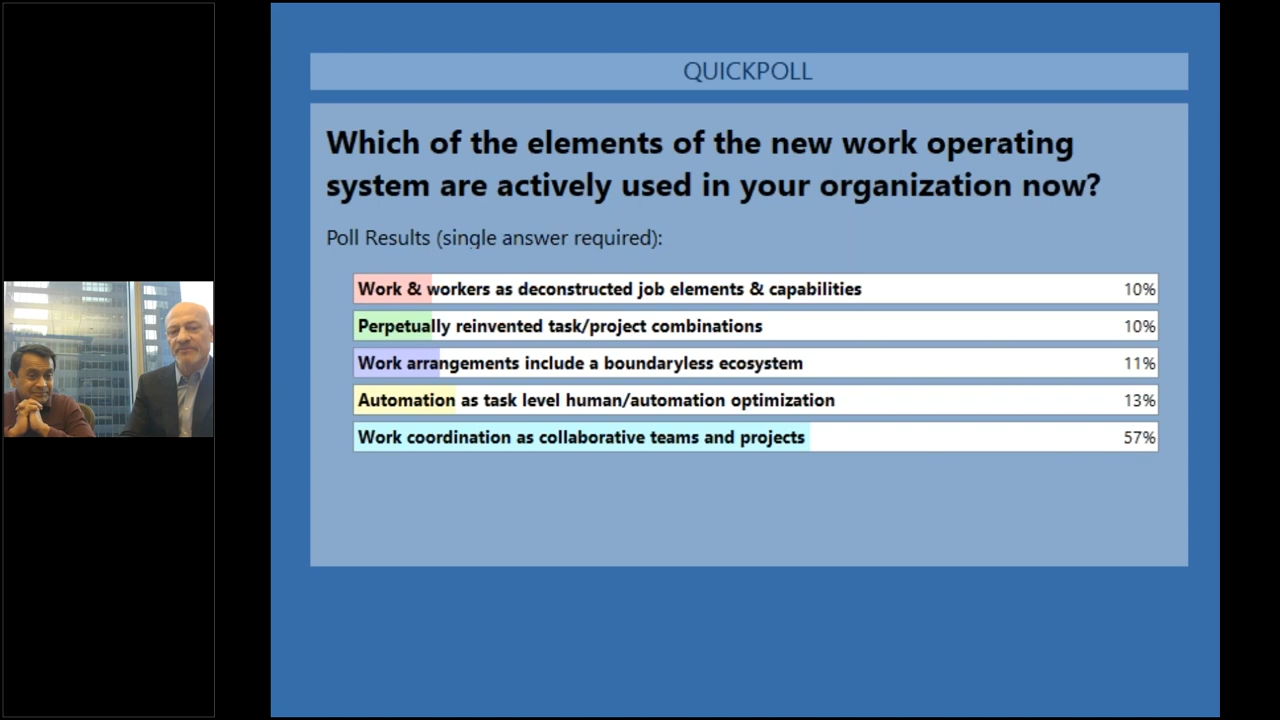 QUICKPOLL
Which of the elements of the new work operating
system are actively used in your organization now?
Poll Results (single answer required):
Work & workers as deconstructed job elements & capabilities 10%
Perpetually reinvented task/project combinations 10%
Work arrangements include a boundaryless ecosystem 11%
Automation as task level human/automation optimization 13%
Work coordination as collaborative teams and projects 57%